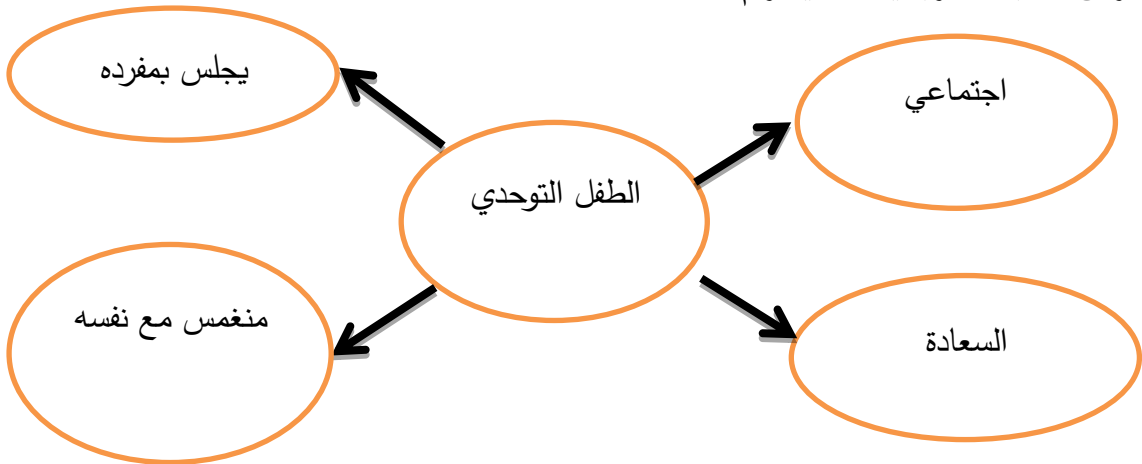 اجتماعي
يجلس بمفرده
الطفل التوحدي
السعادة
منغمس مع نفسه